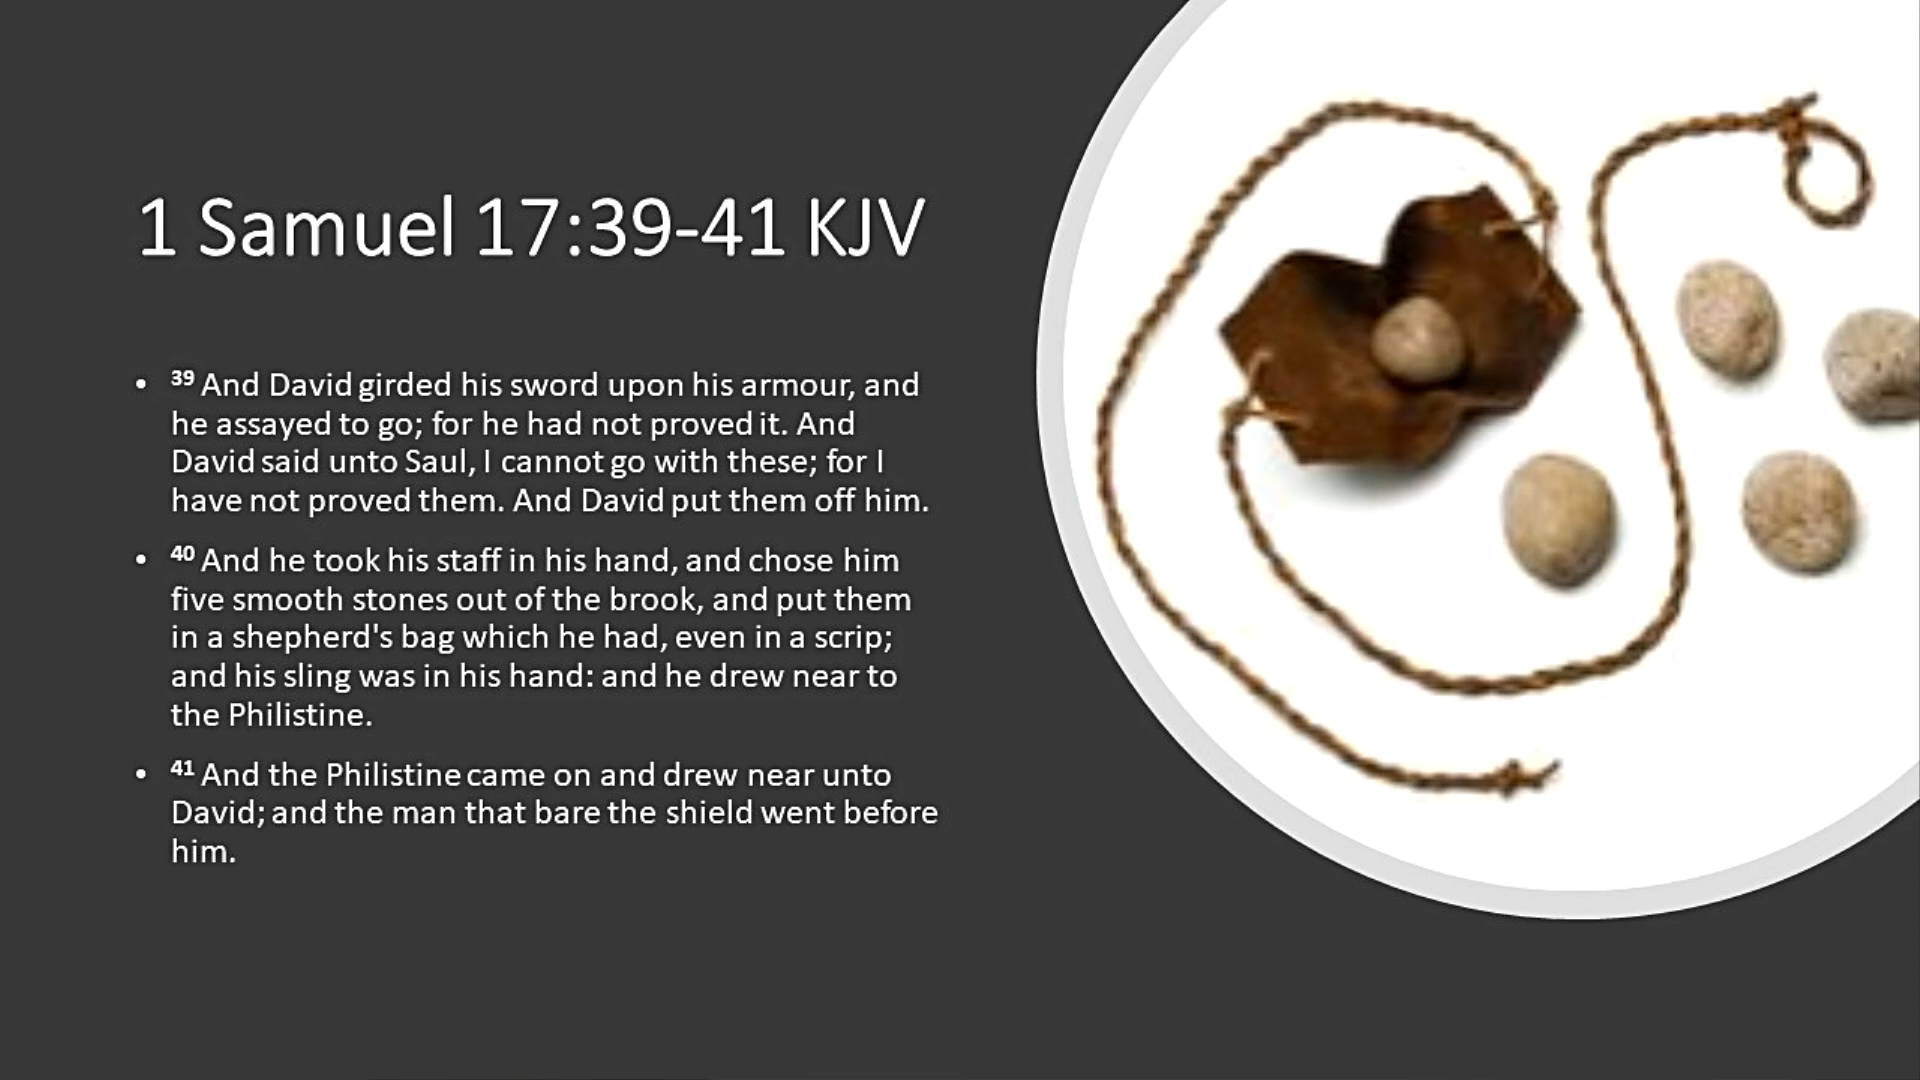 1 Samuel 17:39-41 KJV
• 39 And David girded his sword upon his armour, and
he assayed to go; for he had not proved it. And
David said unto Saul, I cannot go with these; for I
have not proved them. And David put them off him.
• 40 And he took his staff in his hand, and chose him
five smooth stones out of the brook, and put them
in a shepherd's bag which he had, even in a scrip;
and his sling was in his hand: and he drew near to
the Philistine.
• 41 And the Philistine came on and drew near unto
David; and the man that bare the shield went before
him.